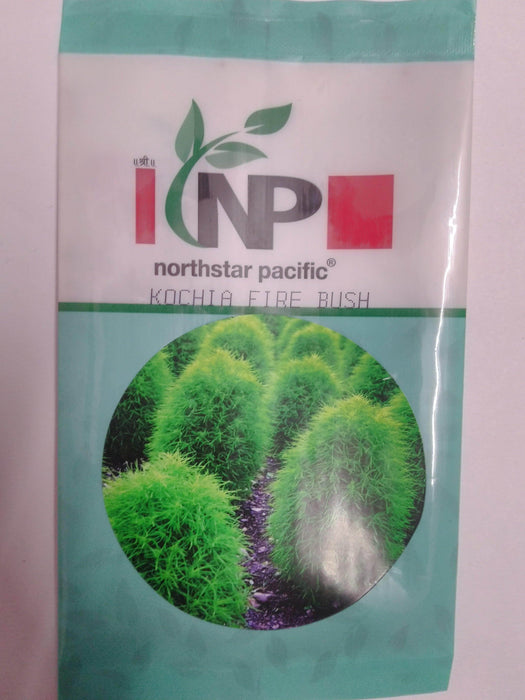 ॥श्री॥
NP
northstar pacific®
KOCHIA FIRE BUSH